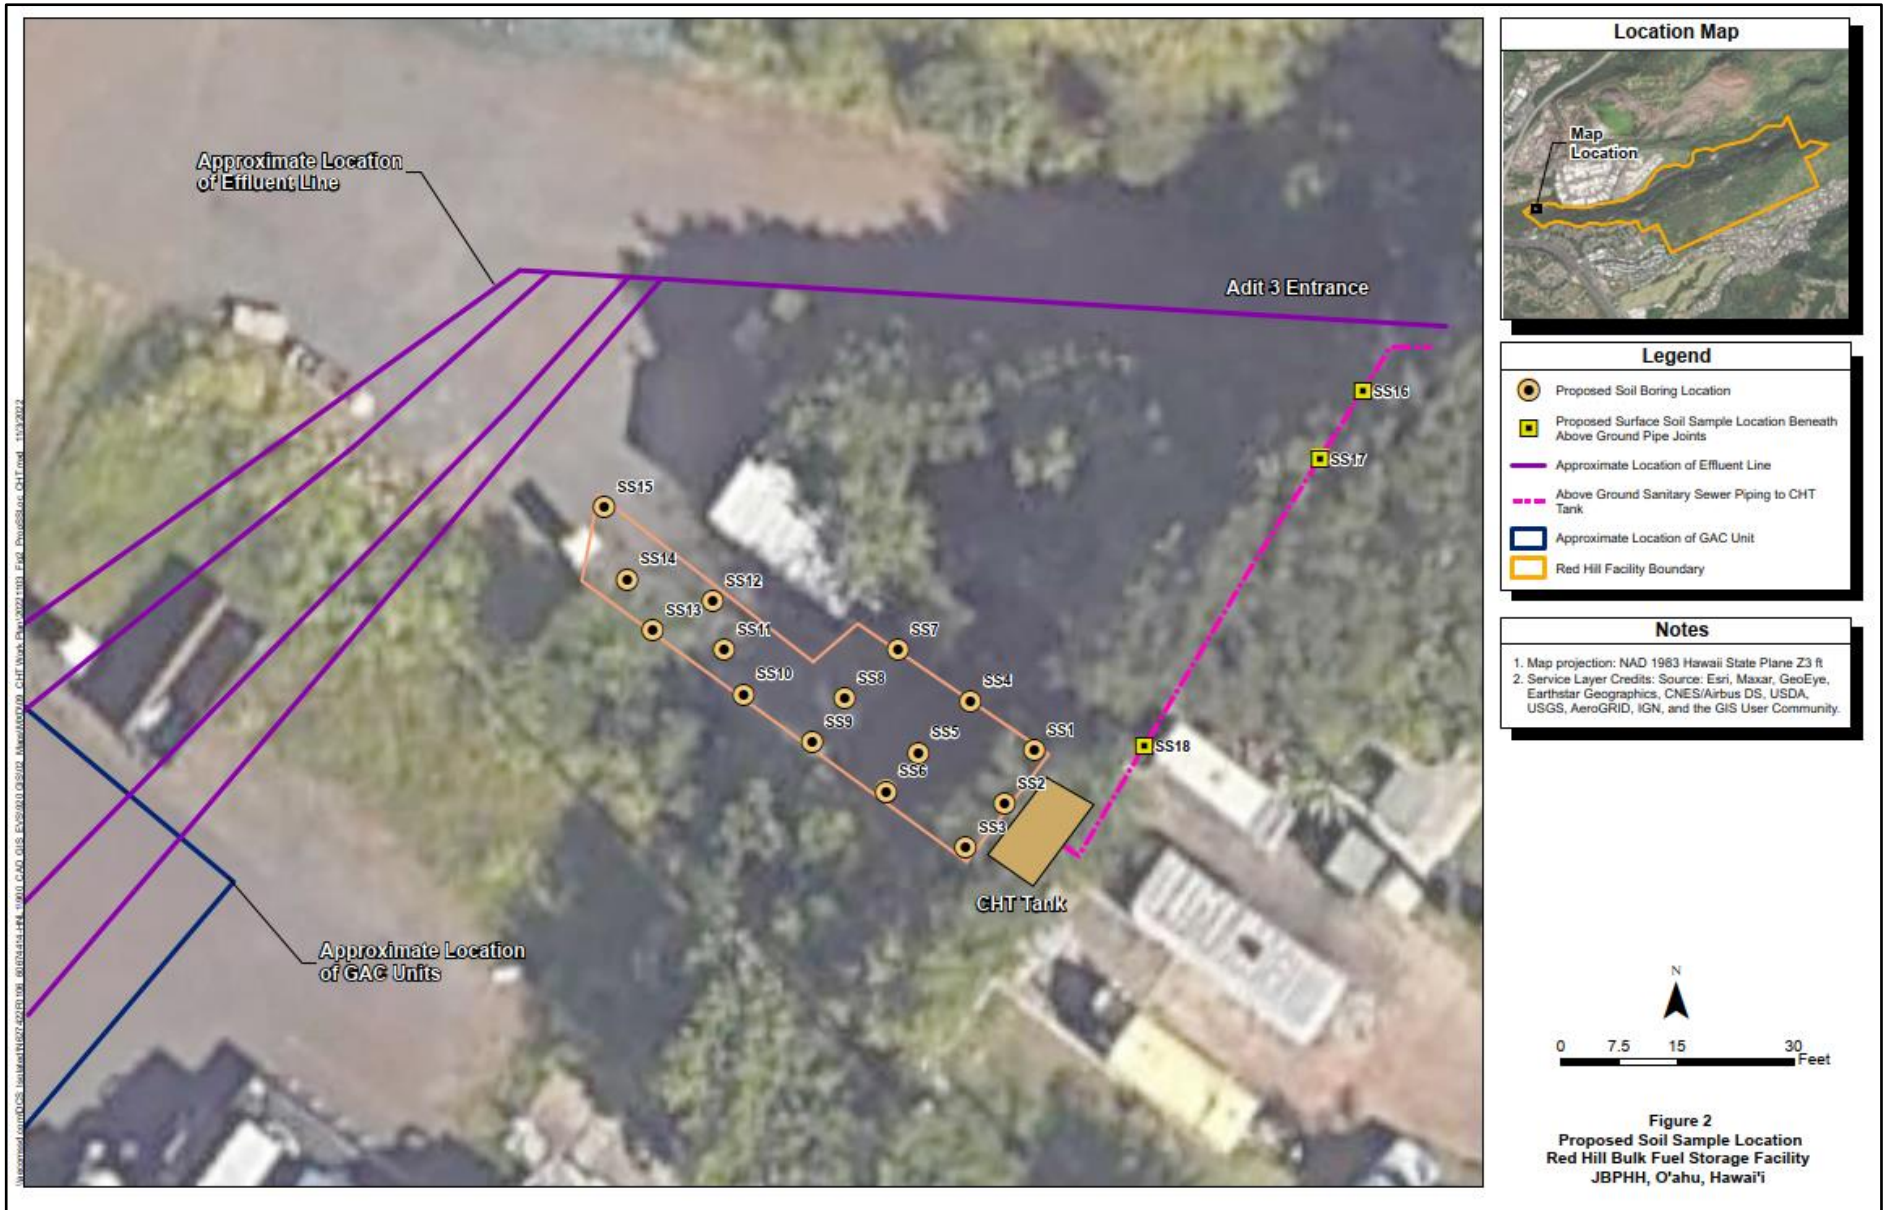 Approximate Location
of Effluent Line
Adit 3 Entrance
SS16
SS17
SS15
SS14
SS12
SS13
SS11
SS7
SS10
SS8
SS4
SS9
SS5
SS1
SS18
SS6
SS2
SS3
CHT Tank
Approximate Location
of GAC Units
Location Map
Map
Location
Legend
Proposed Soil Boring Location
Proposed Surface Soil Sample Location Beneath
Above Ground Pipe Joints
Approximate Location of Effluent Line
Above Ground Sanitary Sewer Piping to CHT
Tank
Approximate Location of GAC Unit
Red Hill Facility Boundary
Notes
1. Map projection: NAD 1983 Hawaii State Plane Z3 ft
2. Service Layer Credits: Source: Esri, Maxar, GeoEye,
Earthstar Geographics, CNES/Airbus DS, USDA,
USGS, AeroGRID, IGN, and the GIS User Community.
N
0 7.5 15 30
Feet
Figure 2
Proposed Soil Sample Location
Red Hill Bulk Fuel Storage Facility
JBPHH, O'ahu, Hawai'i